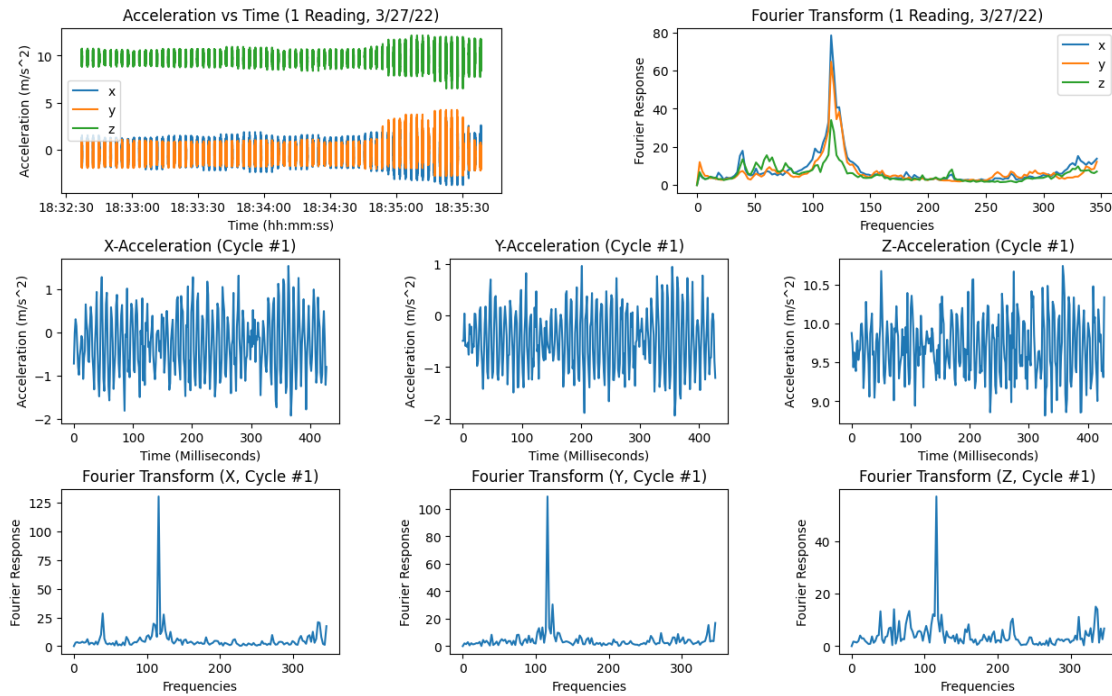 Acceleration vs Time (1 Reading, 3/27/22)
Acceleration (m/s^2)
10
5
0
x
y
z
18:32:30 18:33:00 18:33:30 18:34:00 18:34:30 18:35:00 18:35:30
Time (hh:mm:ss)
Fourier Transform (1 Reading, 3/27/22)
Fourier Response
80
60
40
20
0
x
y
z
0 50 100 150 200 250 300 350
Frequencies
X-Acceleration (Cycle #1)
Acceleration (m/s^2)
1
0
−1
−2
0 100 200 300 400
Time (Milliseconds)
Y-Acceleration (Cycle #1)
Acceleration (m/s^2)
1
0
−1
−2
0 100 200 300 400
Time (Milliseconds)
Z-Acceleration (Cycle #1)
Acceleration (m/s^2)
10.5
10.0
9.5
9.0
0 100 200 300 400
Time (Milliseconds)
Fourier Transform (X, Cycle #1)
Fourier Response
125
100
75
50
25
0
0 100 200 300
Frequencies
Fourier Transform (Y, Cycle #1)
Fourier Response
100
80
60
40
20
0
0 100 200 300
Frequencies
Fourier Transform (Z, Cycle #1)
Fourier Response
40
20
0
0 100 200 300
Frequencies